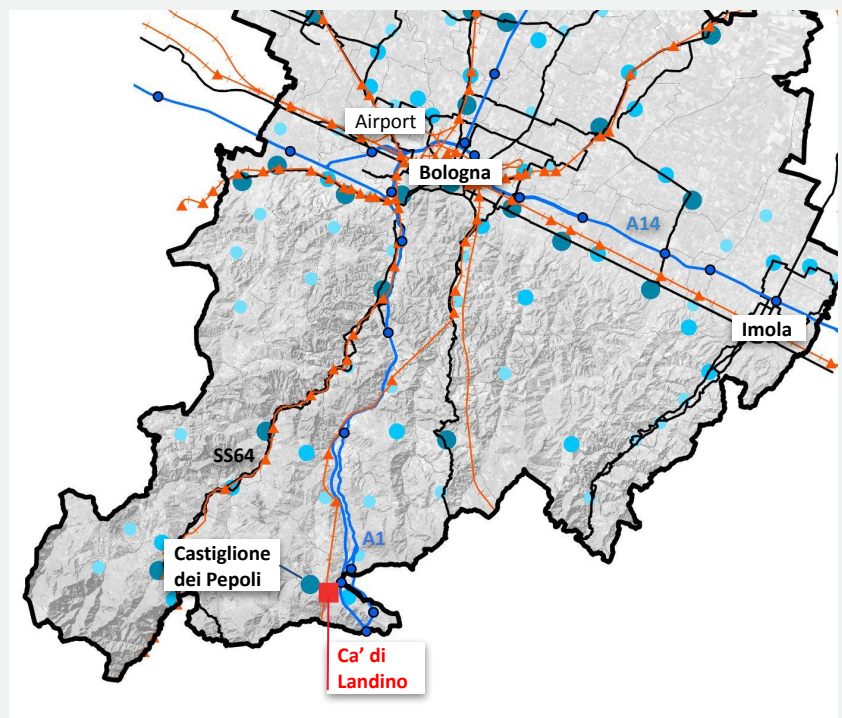 Airport
Bologna
A14
Imola
SS64
A1
Castiglione
dei Pepoli
Ca’ di
Landino